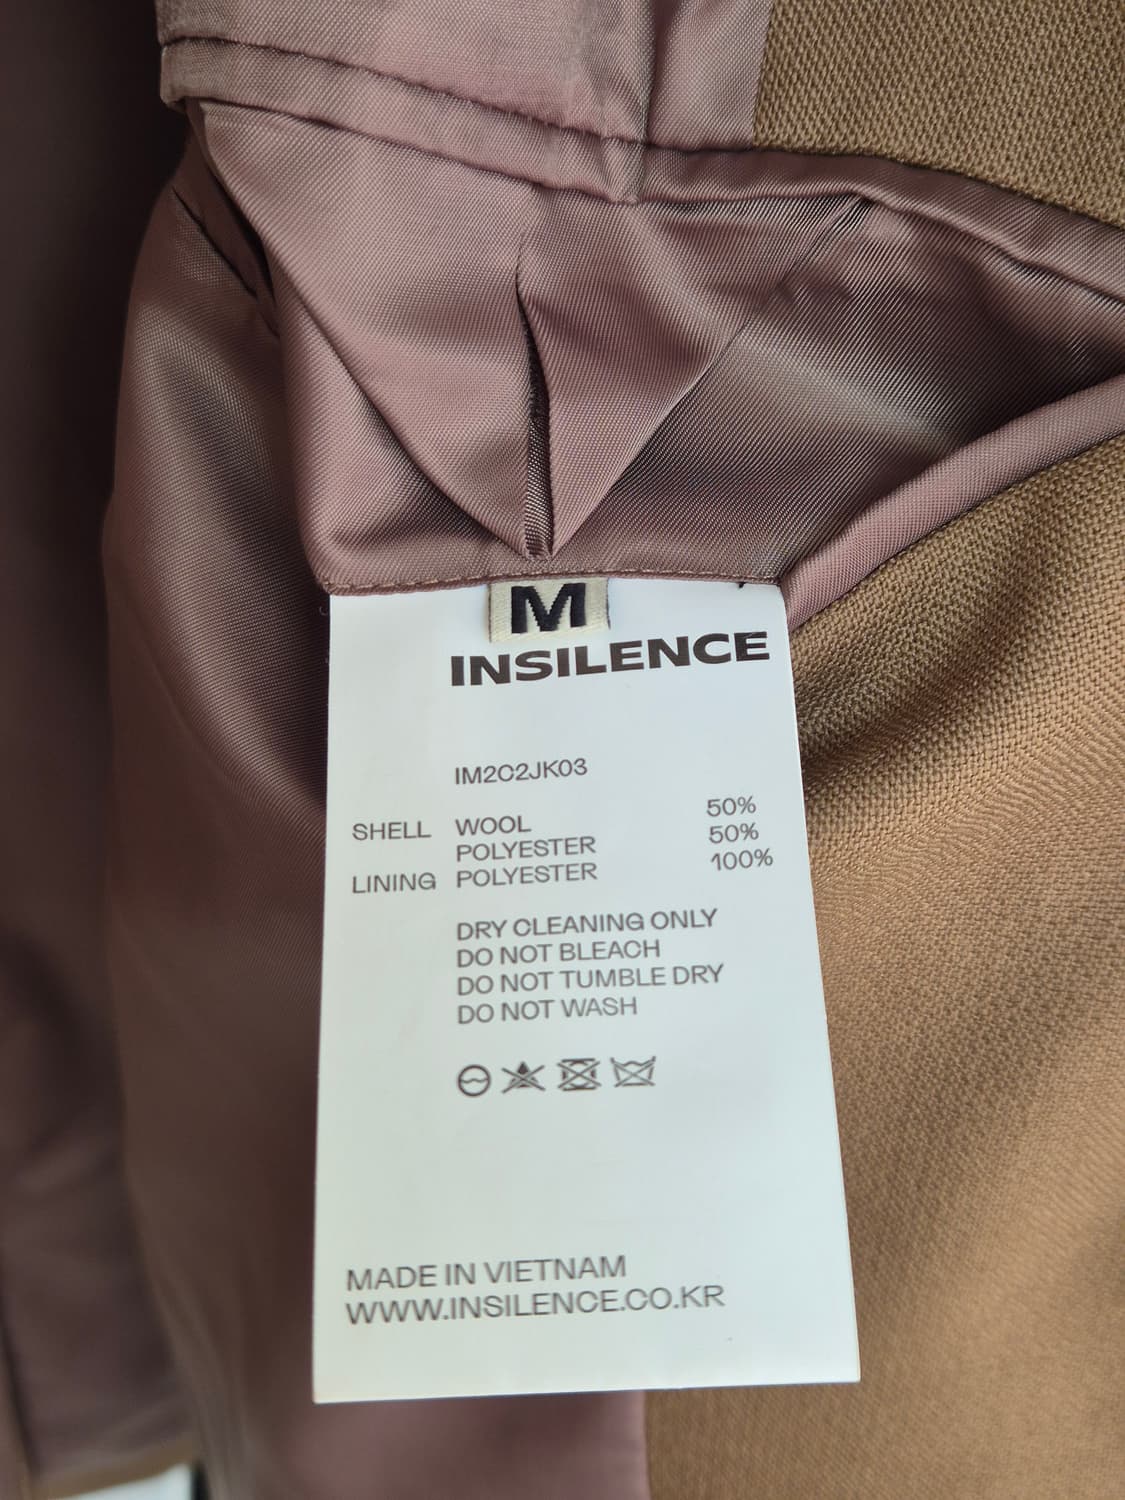 M
INSILENCE
IM2C2JK03
SHELL WOOL 50%
POLYESTER 50%
LINING POLYESTER 100%
DRY CLEANING ONLY
DO NOT BLEACH
DO NOT TUMBLE DRY
DO NOT WASH
MADE IN VIETNAM
WWW.INSILENCE.CO.KR